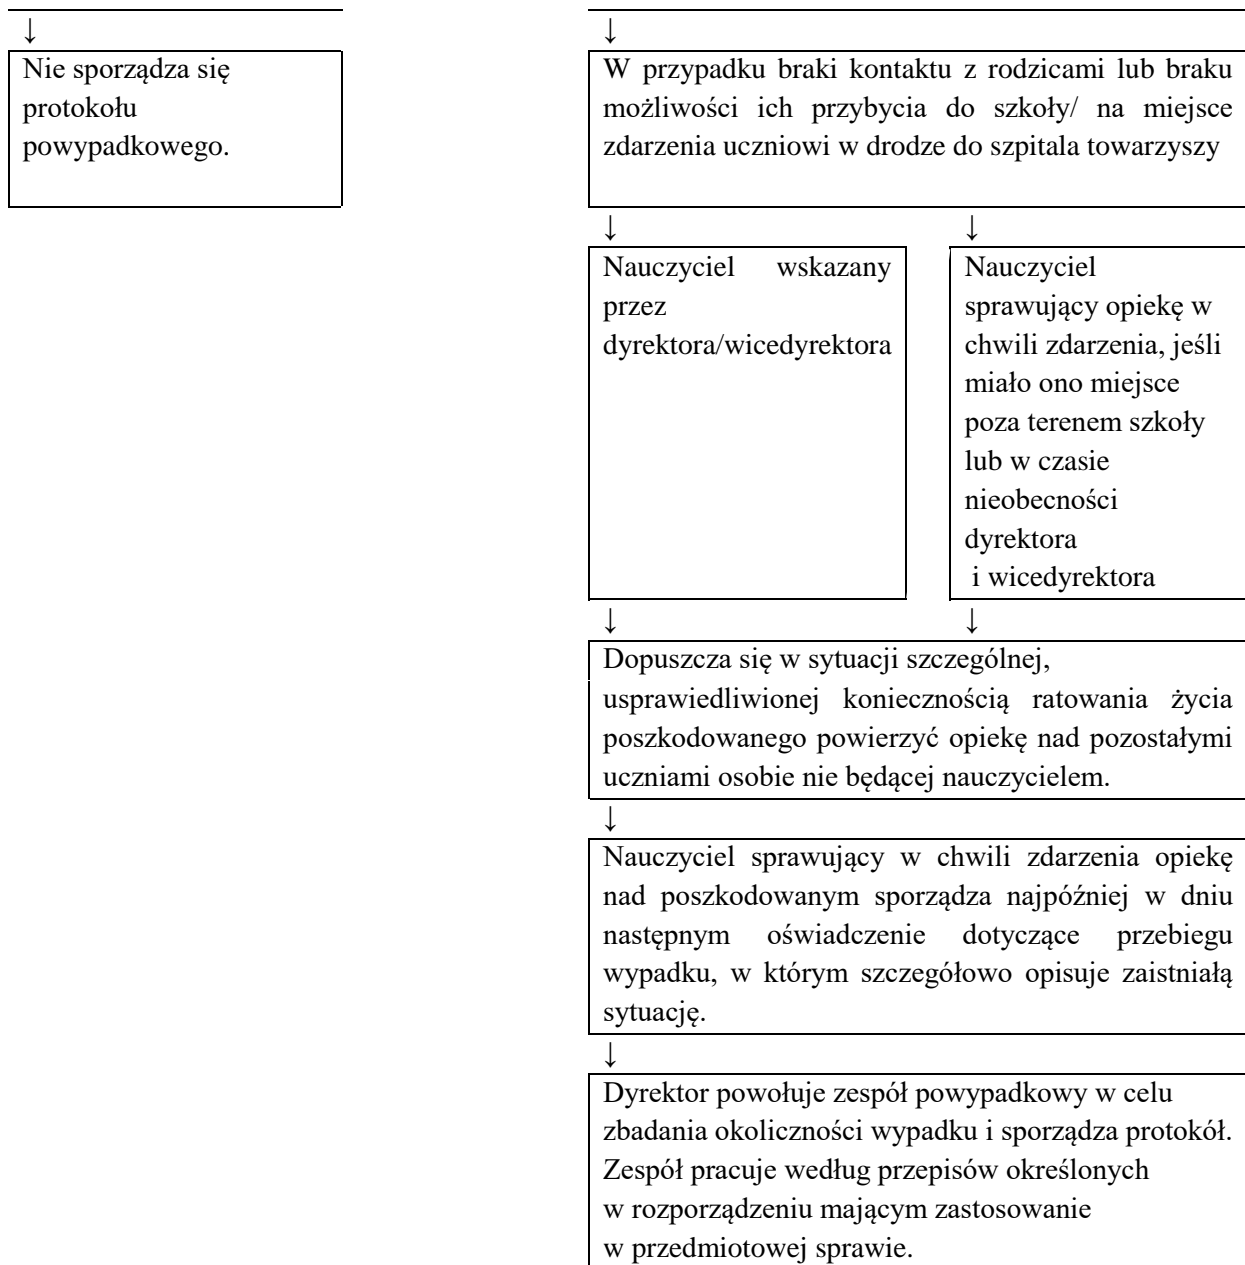 ↓
Nie sporządza się
protokołu
powypadkowego.
↓
W przypadku braki kontaktu z rodzicami lub braku
możliwości ich przybycia do szkoły/ na miejsce
zdarzenia uczniowi w drodze do szpitala towarzyszy
↓
Nauczyciel wskazany
przez
dyrektora/wicedyrektora
↓
Nauczyciel
sprawujący opiekę w
chwili zdarzenia, jeśli
miało ono miejsce
poza terenem szkoły
lub w czasie
nieobecności
dyrektora
i wicedyrektora
↓ ↓
Dopuszcza się w sytuacji szczególnej,
usprawiedliwionej koniecznością ratowania życia
poszkodowanego powierzyć opiekę nad pozostałymi
uczniami osobie nie będącej nauczycielem.
↓
Nauczyciel sprawujący w chwili zdarzenia opiekę
nad poszkodowanym sporządza najpóźniej w dniu
następnym oświadczenie dotyczące przebiegu
wypadku, w którym szczegółowo opisuje zaistniałą
sytuację.
↓
Dyrektor powołuje zespół powypadkowy w celu
zbadania okoliczności wypadku i sporządza protokół.
Zespół pracuje według przepisów określonych
w rozporządzeniu mającym zastosowanie
w przedmiotowej sprawie.